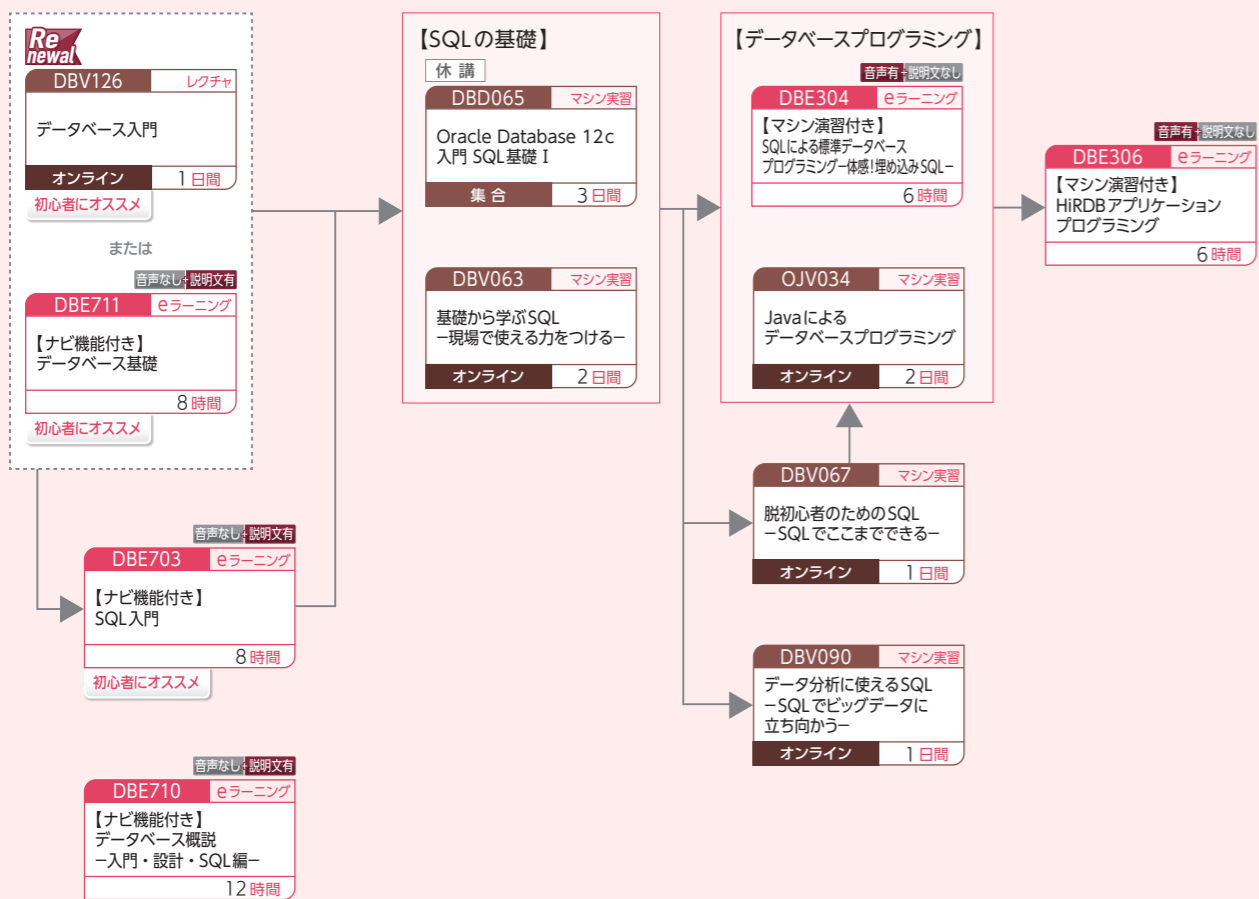 Re
newal
DBV126 レクチャ
データベース入門
オンライン 1日間
初心者にオススメ
または
音声なし+説明文有
DBE711 eラーニング
【ナビ機能付き】
データベース基礎
8時間
初心者にオススメ
音声なし+説明文有
DBE703 eラーニング
【ナビ機能付き】
SQL入門
8時間
初心者にオススメ
音声なし+説明文有
DBE710 eラーニング
【ナビ機能付き】
データベース概説
−入門・設計・SQL編−
12時間
【SQLの基礎】
休講
DBD065 マシン実習
Oracle Database 12c
入門 SQL基礎 I
集合 3日間
DBV063 マシン実習
基礎から学ぶSQL
−現場で使える力をつける−
オンライン 2日間
【データベースプログラミング】
音声有+説明文なし
DBE304 eラーニング
【マシン演習付き】
SQLによる標準データベース
プログラミング−体感!埋め込みSQL−
6時間
OJV034 マシン実習
Javaによる
データベースプログラミング
オンライン 2日間
DBV067 マシン実習
脱初心者のためのSQL
−SQLでここまでできる−
オンライン 1日間
DBV090 マシン実習
データ分析に使えるSQL
−SQLでビッグデータに
立ち向かう−
オンライン 1日間
音声有+説明文なし
DBE306 eラーニング
【マシン演習付き】
HiRDBアプリケーション
プログラミング
6時間